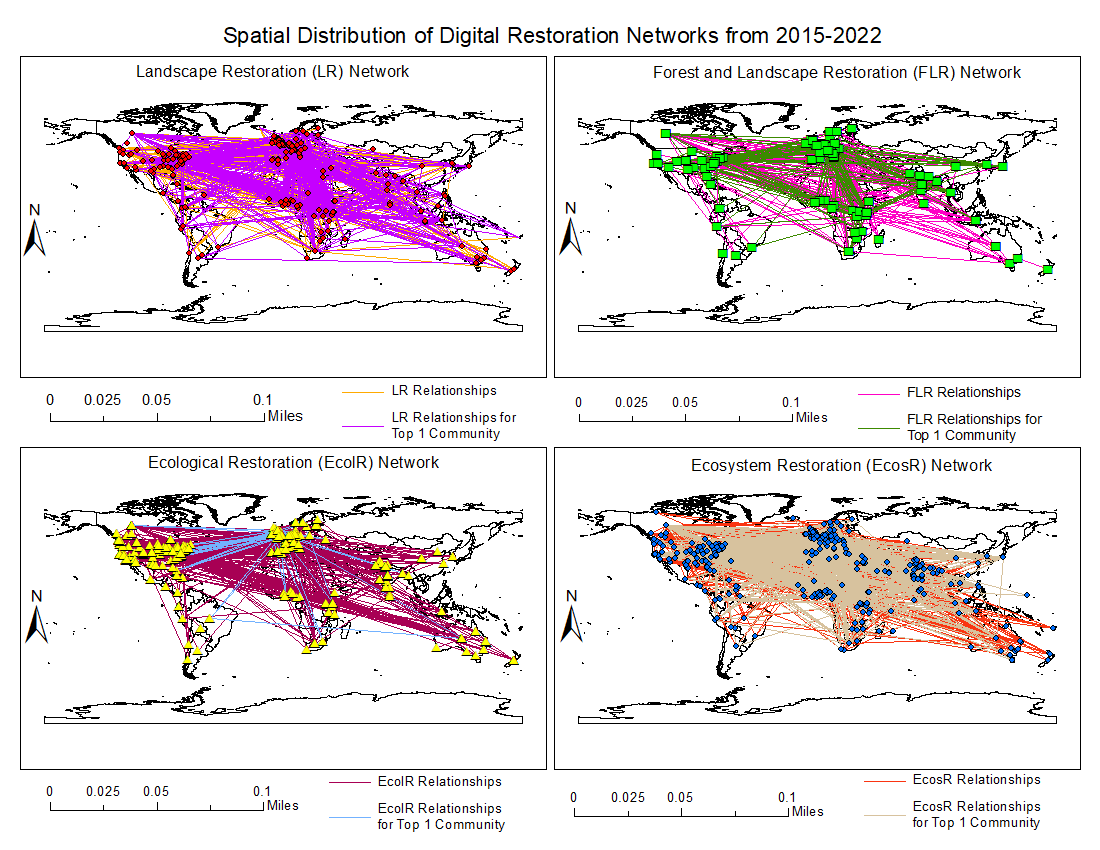 Spatial Distribution of Digital Restoration Networks from 2015-2022
Landscape Restoration (LR) Network
N
0 0.025 0.05 0.1
Miles
LR Relationships
LR Relationships for
Top 1 Community
Forest and Landscape Restoration (FLR) Network
N
0 0.025 0.05 0.1
Miles
FLR Relationships
FLR Relationships for
Top 1 Community
Ecological Restoration (EcolR) Network
N
0 0.025 0.05 0.1
Miles
EcolR Relationships
EcolR Relationships
for Top 1 Community
Ecosystem Restoration (EcosR) Network
N
0 0.025 0.05 0.1
Miles
EcosR Relationships
EcosR Relationships
for Top 1 Community